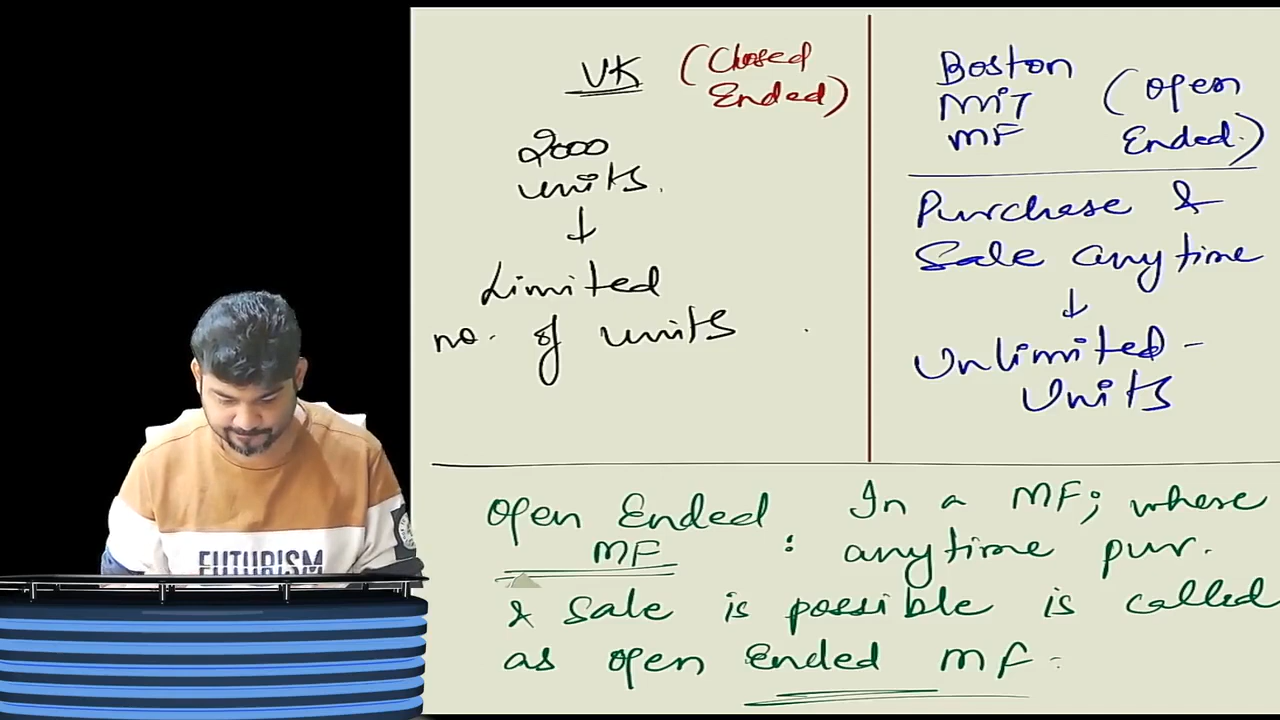 VK (Closed
Ended)
2000
units.
↓
Limited
no. of units
Boston
MIT
MF (open
Ended.)
Purchase &
Sale anytime
↓
Unlimited -
Units
open Ended MF : In a MF; where
anytime pur.
& sale is possible is called
as open Ended MF.
FUTURISM